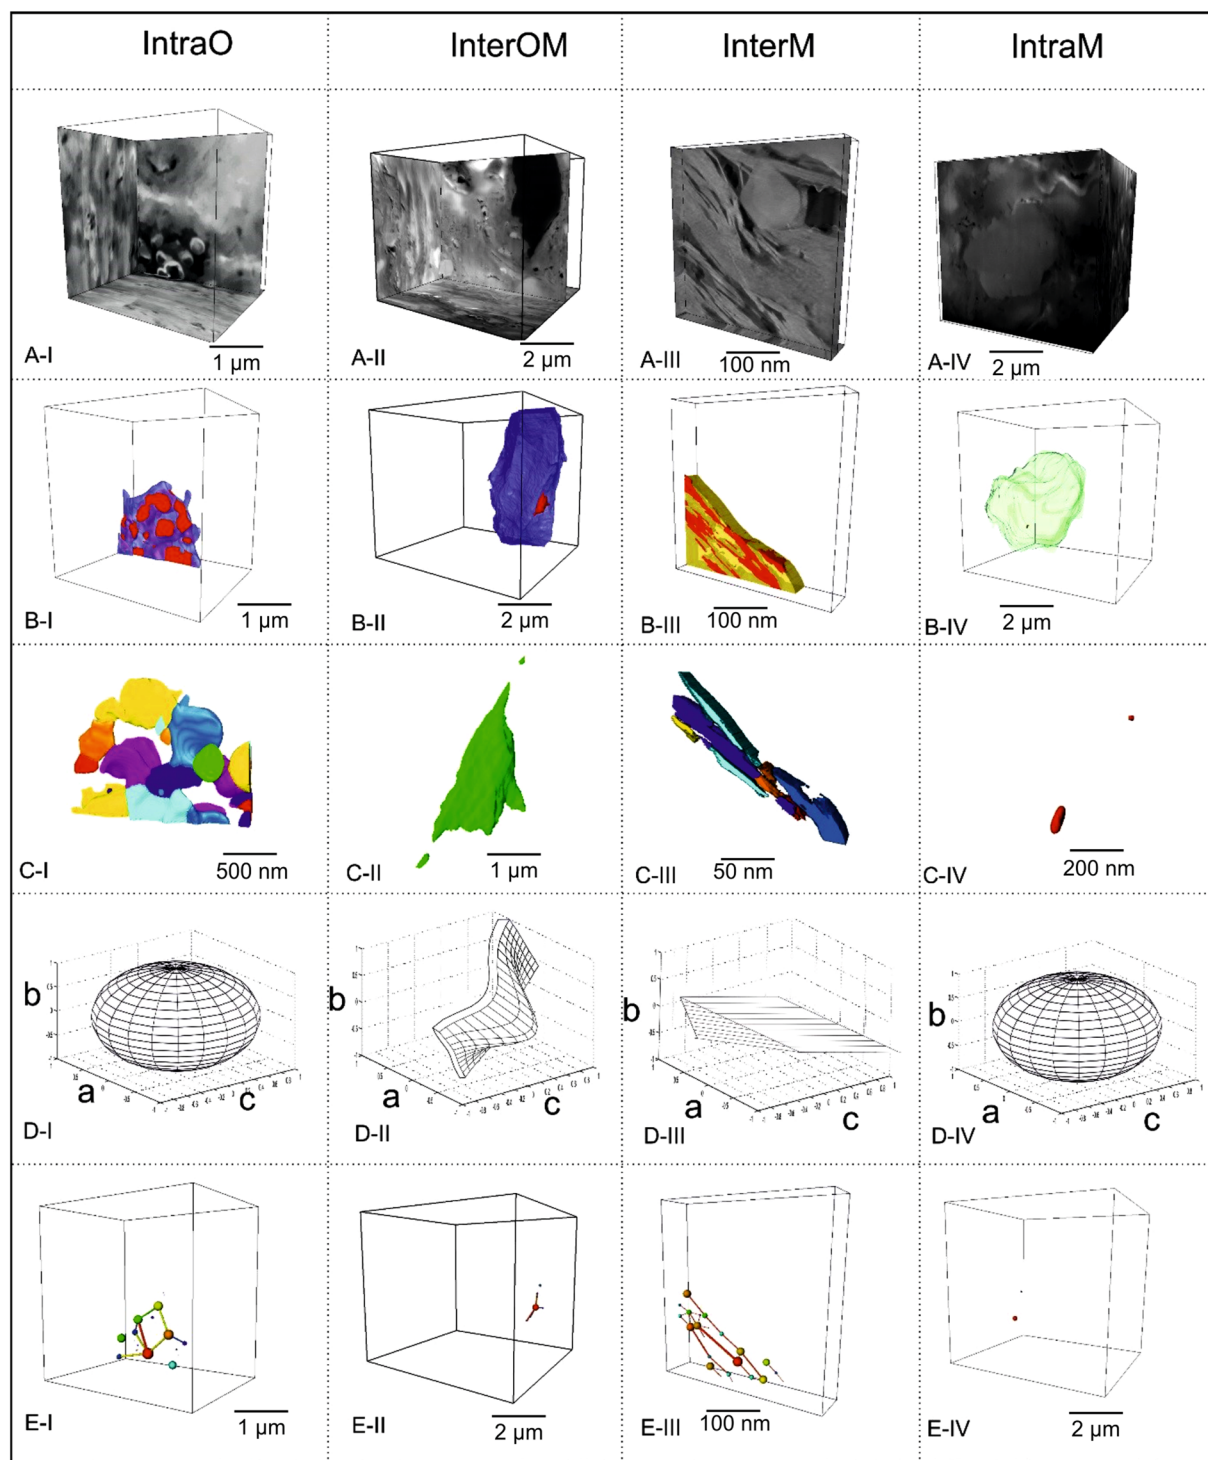 IntraO InterOM InterM IntraM
A-I 1 µm A-II 2 µm A-III 100 nm A-IV 2 µm
B-I 1 µm B-II 2 µm B-III 100 nm B-IV 2 µm
C-I 500 nm C-II 1 µm C-III 50 nm C-IV 200 nm
b a c b a c b a c b a c
D-I D-II D-III D-IV
E-I 1 µm E-II 2 µm E-III 100 nm E-IV 2 µm